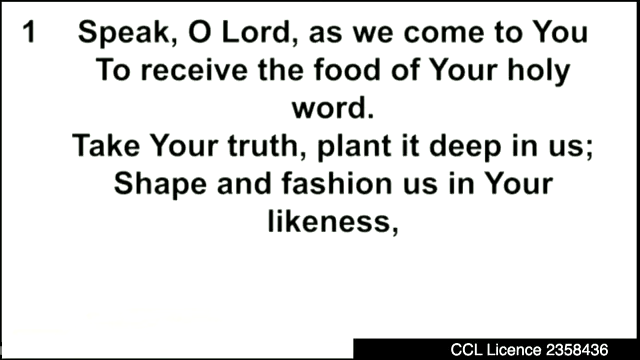 1 Speak, O Lord, as we come to You
To receive the food of Your holy
word.
Take Your truth, plant it deep in us;
Shape and fashion us in Your
likeness,
CCL Licence 2358436